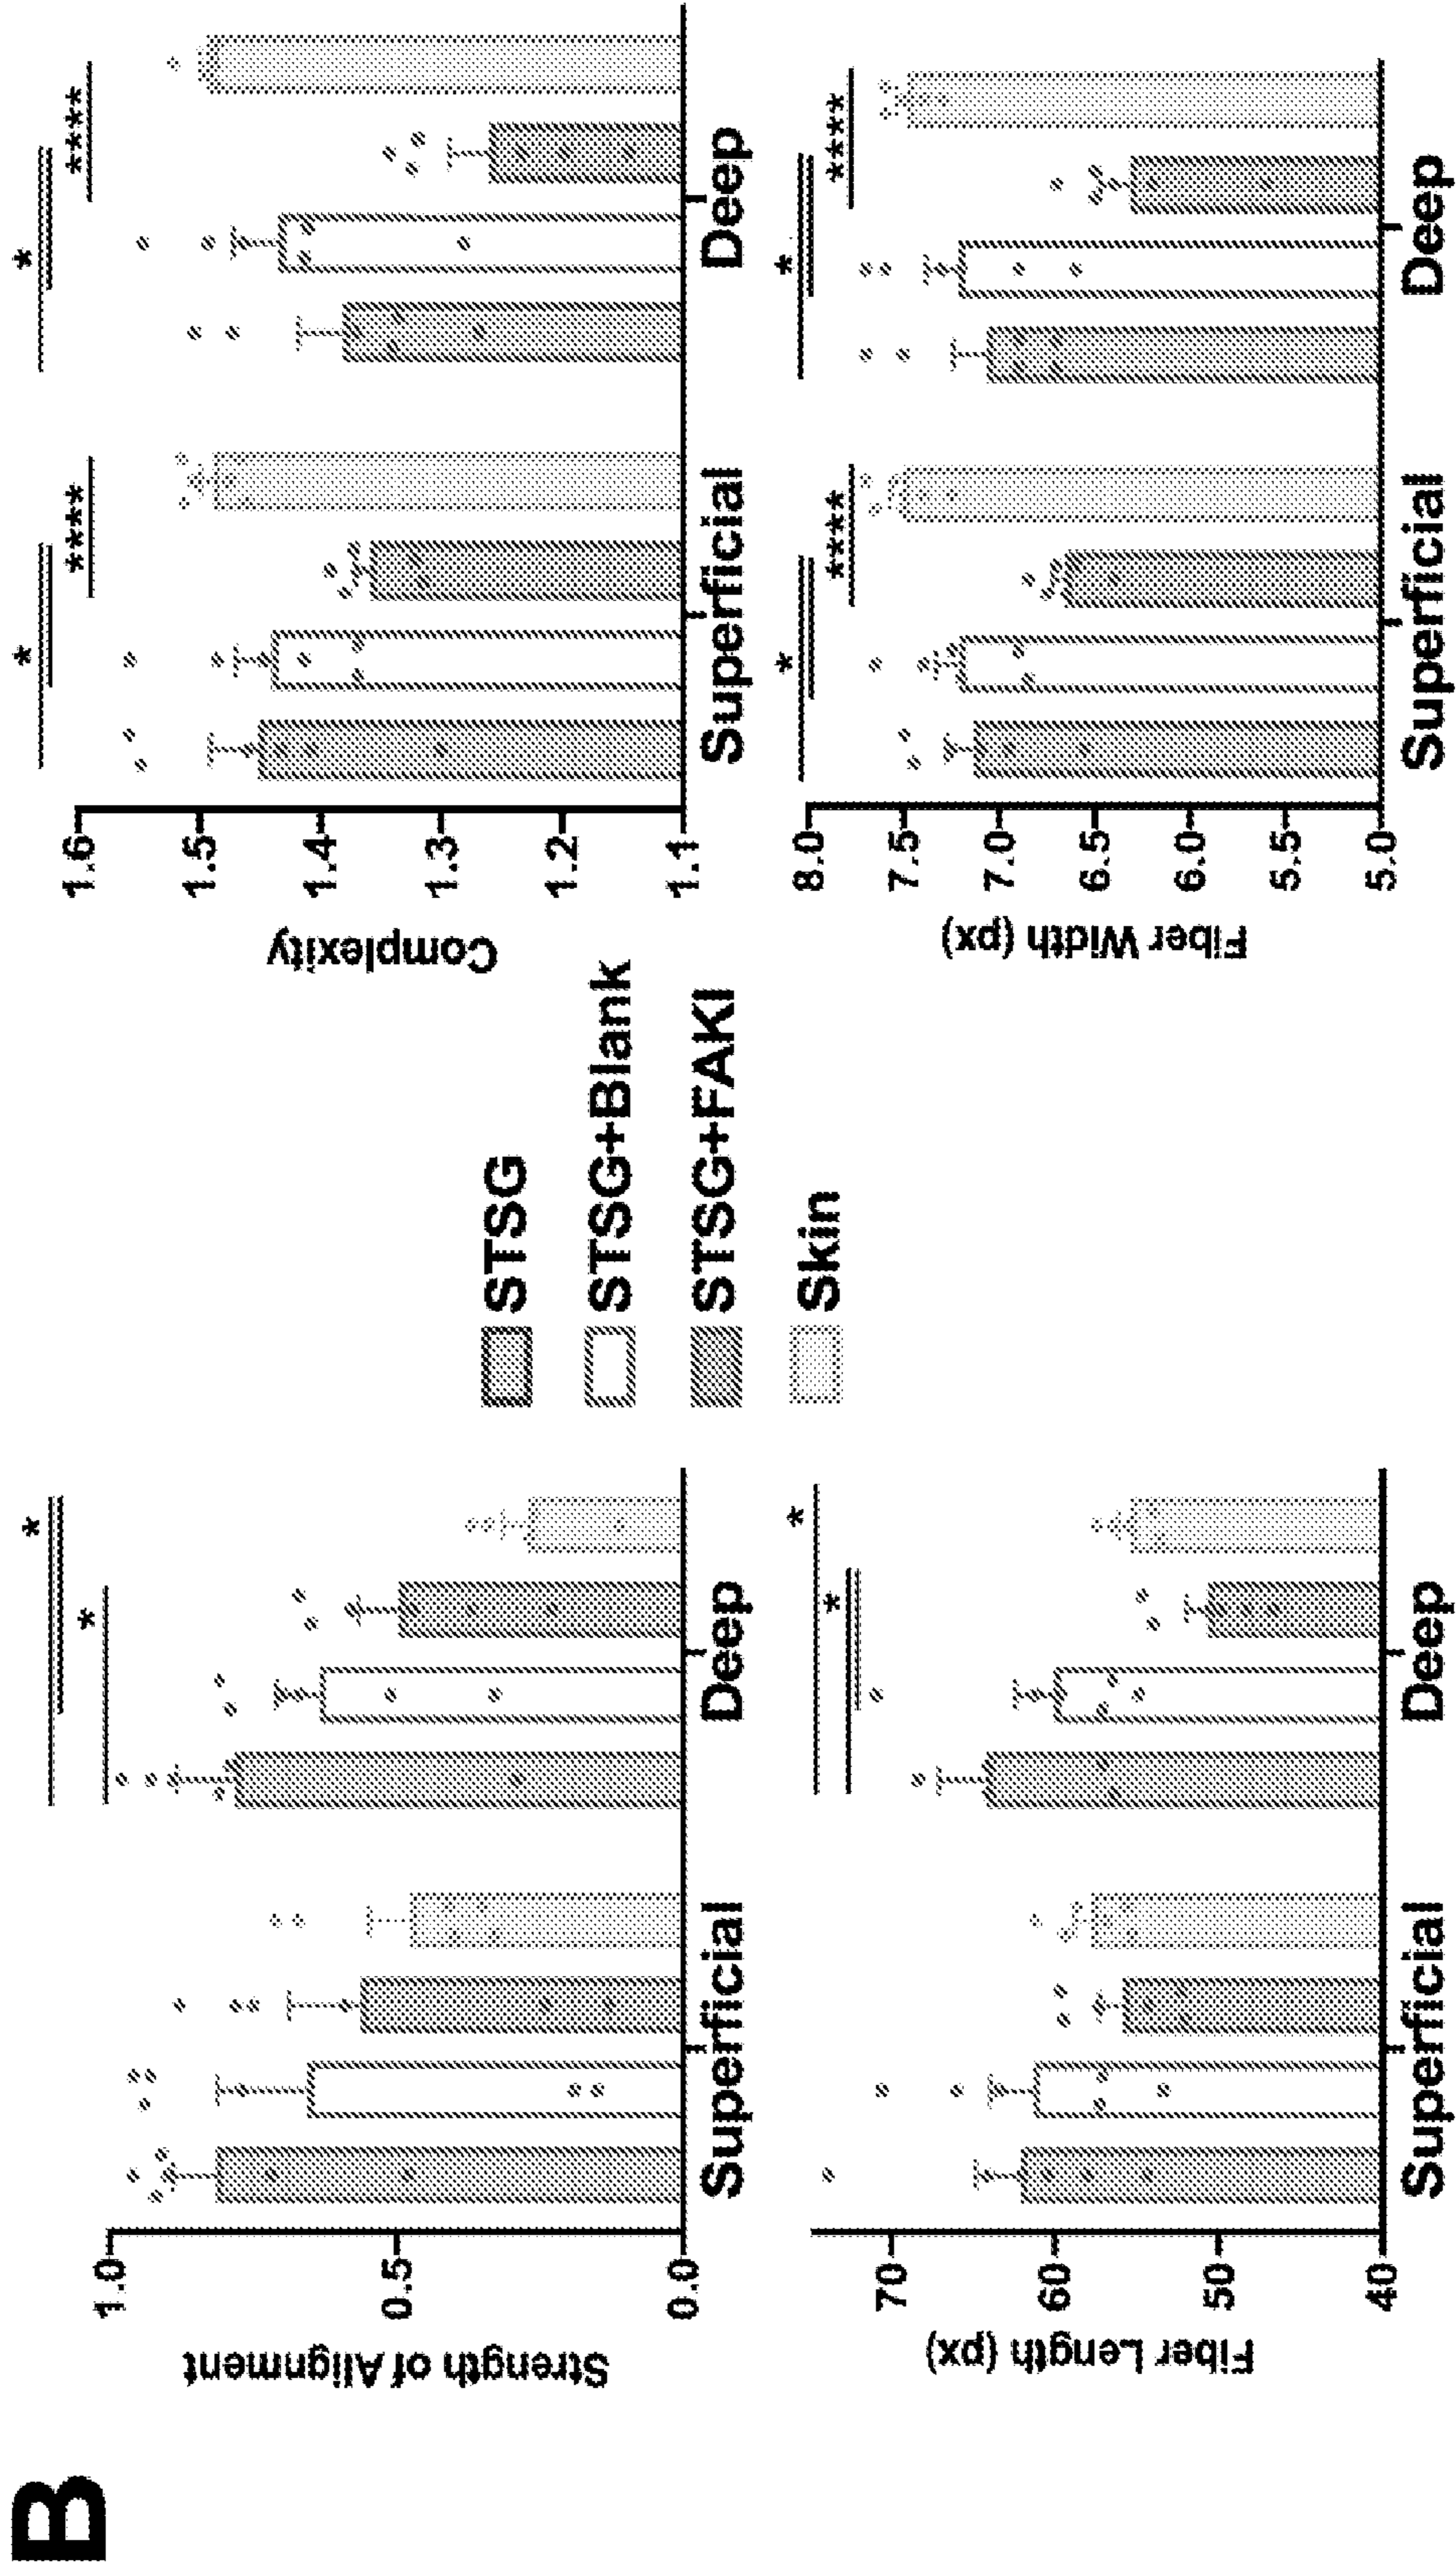 B
Strength of Alignment
1.0
0.5
0.0
* *
Superficial Deep
Complexity
1.6
1.5
1.4
1.3
1.2
1.1
* **** * ****
Superficial Deep
STSG
STSG+Blank
STSG+FAKI
Skin
Fiber Length (px)
70
60
50
40
* *
Superficial Deep
Fiber Width (px)
8.0
7.5
7.0
6.5
6.0
5.5
5.0
* **** * ****
Superficial Deep